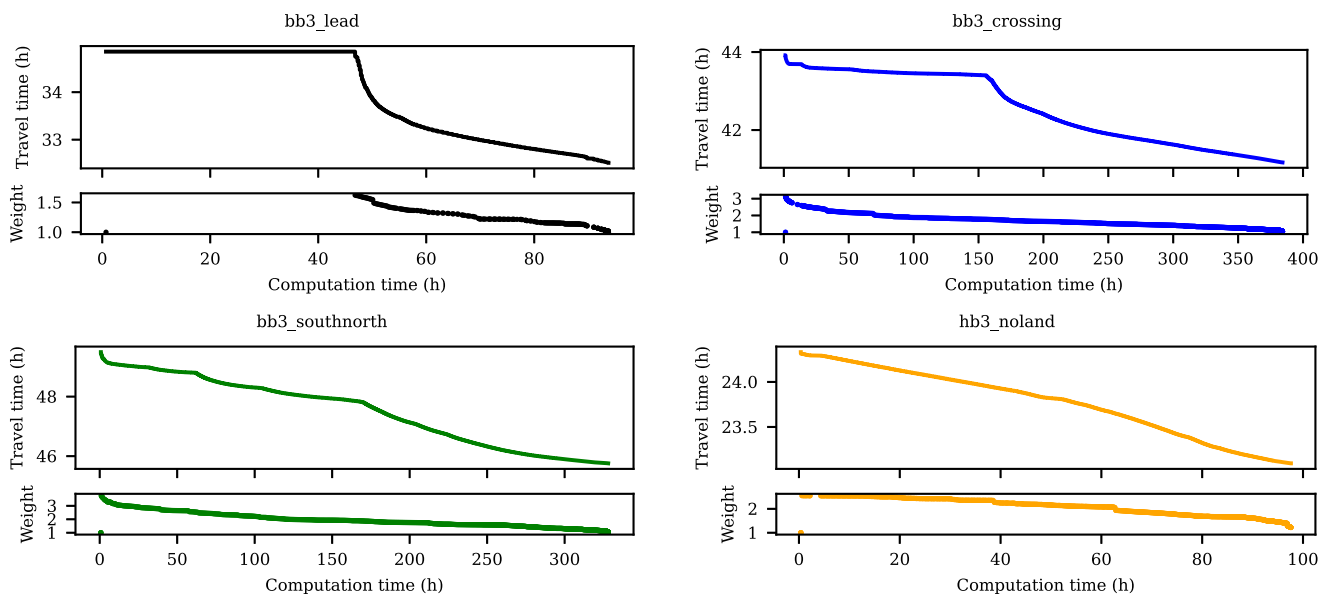 bb3_lead
Travel time (h)
34
33
Weight
1.5
1.0
0
20
40
60
80
Computation time (h)
bb3_crossing
Travel time (h)
44
42
Weight
3
2
1
0
50
100
150
200
250
300
350
400
Computation time (h)
bb3_southnorth
Travel time (h)
48
46
Weight
3
2
1
0
50
100
150
200
250
300
Computation time (h)
hb3_noland
Travel time (h)
24.0
23.5
Weight
2
1
0
20
40
60
80
100
Computation time (h)